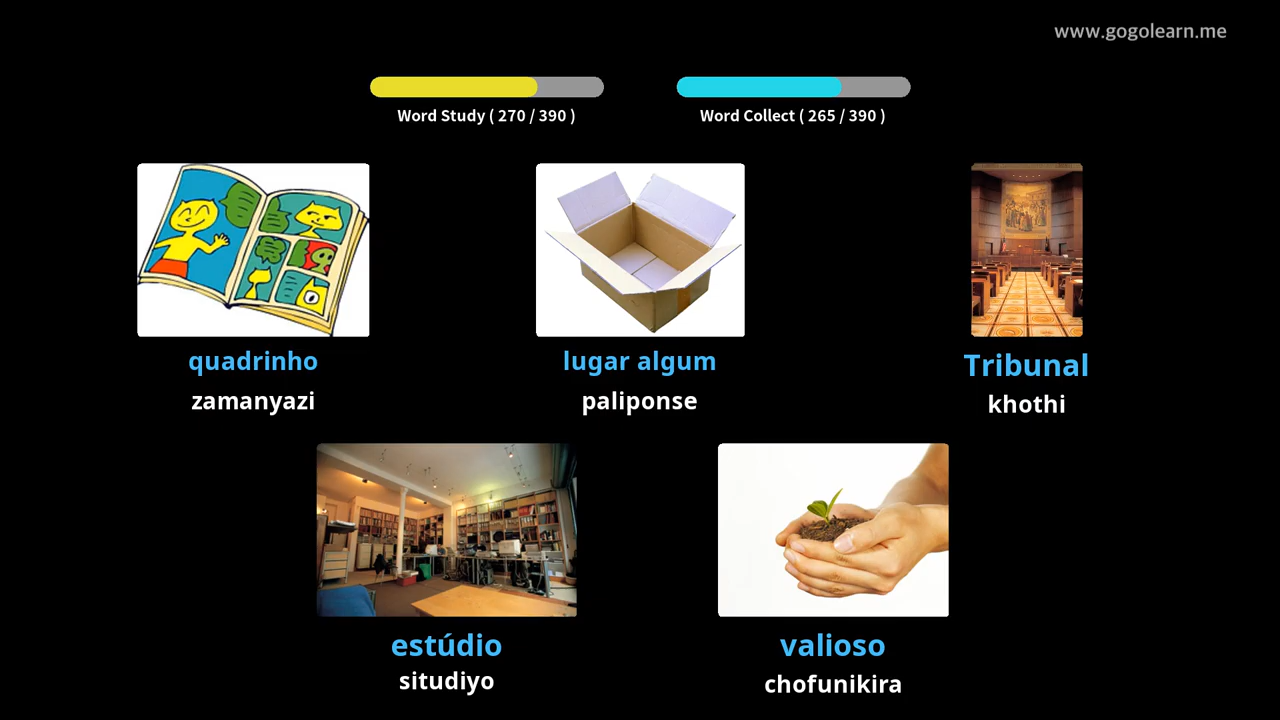 www.gogolearn.me
Word Study ( 270 / 390 )
Word Collect ( 265 / 390 )
quadrinho
zamanyazi
lugar algum
paliponse
Tribunal
khothi
estúdio
situdiyo
valioso
chofunikira